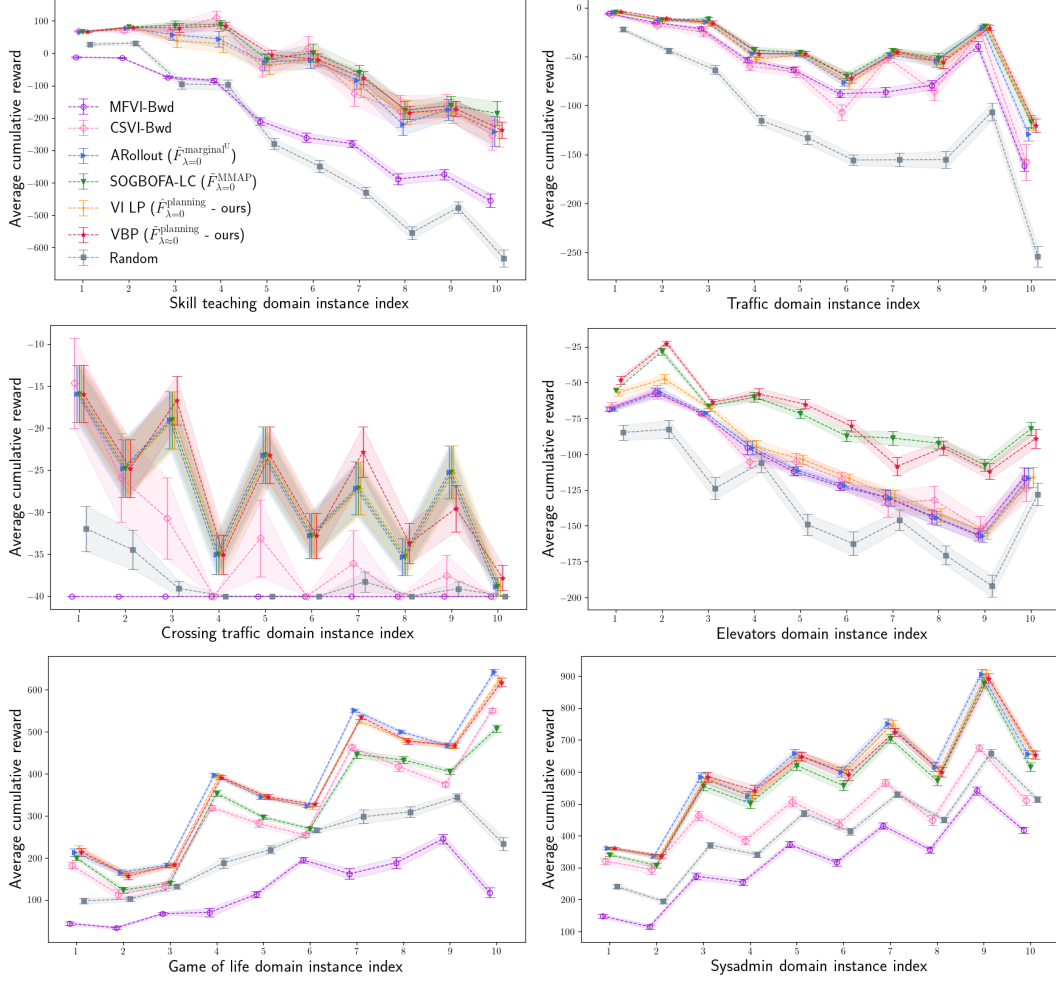 Average cumulative reward
100
0
−100
−200
−300
−400
−500
−600
MFVI-Bwd
CSVI-Bwd
ARollout (F̃^{marginal^U}_{λ=0})
SOGBOFA-LC (F̃^{MMAP}_{λ=0})
VI LP (F̂^{planning}_{λ=0} - ours)
VBP (F̃^{planning}_{λ≈0} - ours)
Random
1 2 3 4 5 6 7 8 9 10
Skill teaching domain instance index
Average cumulative reward
0
−50
−100
−150
−200
−250
1 2 3 4 5 6 7 8 9 10
Traffic domain instance index
Average cumulative reward
−10
−15
−20
−25
−30
−35
−40
1 2 3 4 5 6 7 8 9 10
Crossing traffic domain instance index
Average cumulative reward
−25
−50
−75
−100
−125
−150
−175
−200
1 2 3 4 5 6 7 8 9 10
Elevators domain instance index
Average cumulative reward
600
500
400
300
200
100
1 2 3 4 5 6 7 8 9 10
Game of life domain instance index
Average cumulative reward
900
800
700
600
500
400
300
200
100
1 2 3 4 5 6 7 8 9 10
Sysadmin domain instance index